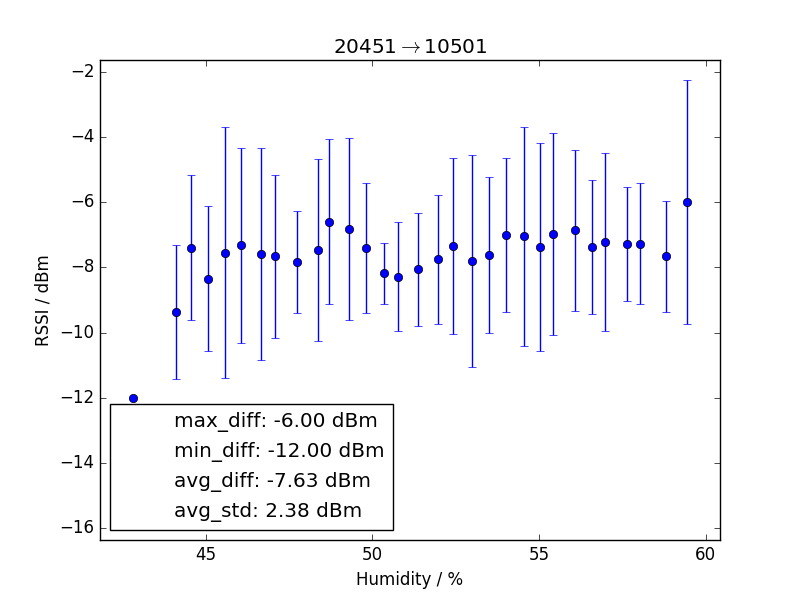 20451→10501
−2
−4
−6
−8
−10
−12
−14
−16
RSSI / dBm
max_diff: -6.00 dBm
min_diff: -12.00 dBm
avg_diff: -7.63 dBm
avg_std: 2.38 dBm
45
50
55
60
Humidity / %